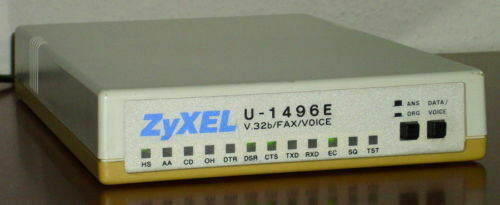 ZyXEL U-1496E
V.32b/FAX/VOICE
ANS DATA/
ORG VOICE
HS AA CD OH DTR DSR CTS TXD RXD EC SQ TST